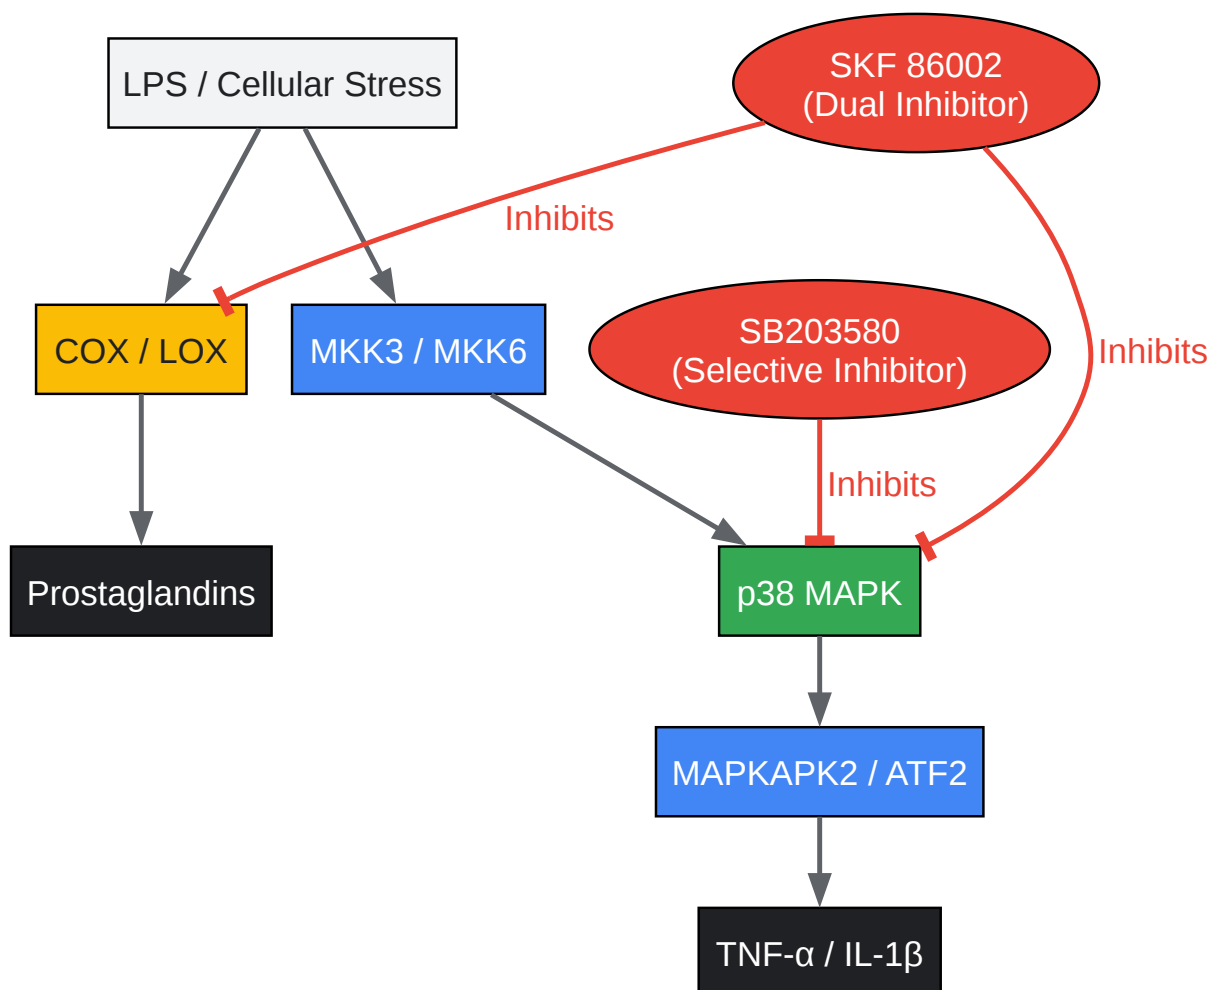 LPS / Cellular Stress
SKF 86002
(Dual Inhibitor)
Inhibits
COX / LOX
MKK3 / MKK6
SB203580
(Selective Inhibitor)
Inhibits
Inhibits
Prostaglandins
p38 MAPK
MAPKAPK2 / ATF2
TNF-α / IL-1β